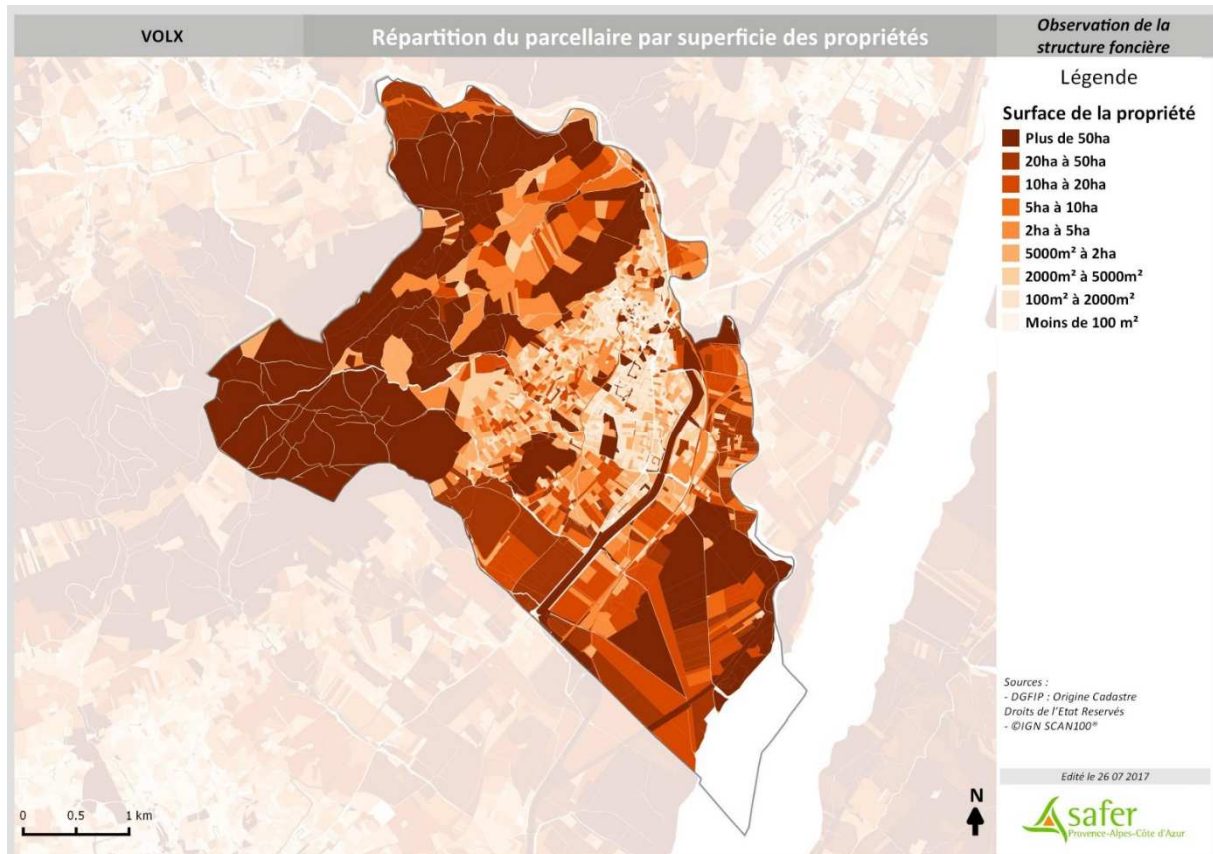 VOLX
Répartition du parcellaire par superficie des propriétés
Observation de la
structure foncière
Légende
Surface de la propriété
Plus de 50ha
20ha à 50ha
10ha à 20ha
5ha à 10ha
2ha à 5ha
5000m² à 2ha
2000m² à 5000m²
100m² à 2000m²
Moins de 100 m²
Sources :
- DGFIP : Origine Cadastre
Droits de l'Etat Reservés
- ©IGN SCAN100®
Edité le 26 07 2017
0 0.5 1 km
N
safer
Provence-Alpes-Côte d'Azur